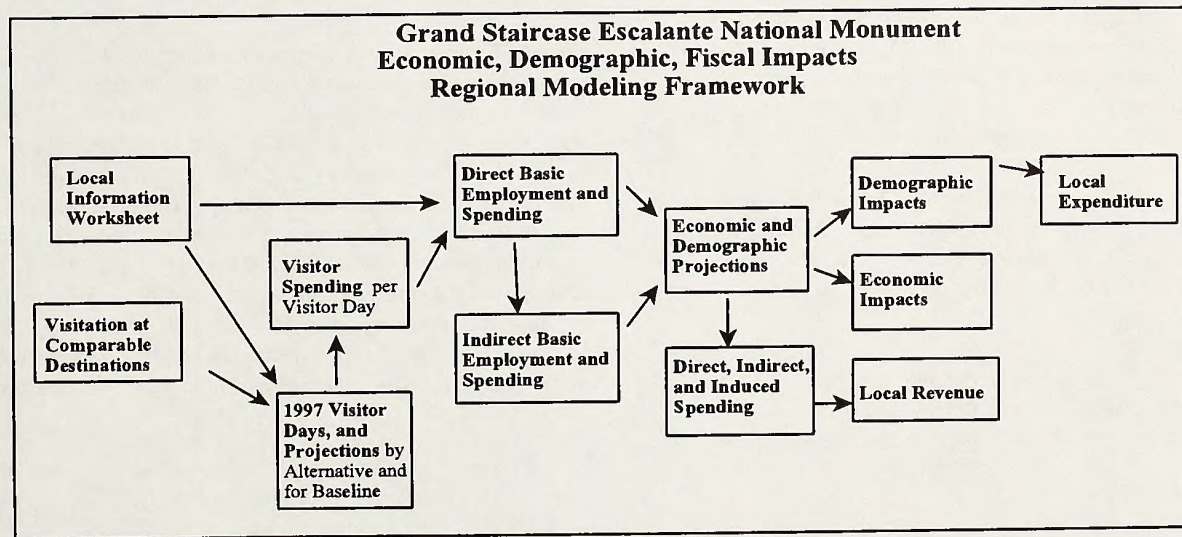 Grand Staircase Escalante National Monument
Economic, Demographic, Fiscal Impacts
Regional Modeling Framework
Local
Information
Worksheet
Visitation at
Comparable
Destinations
Visitor
Spending per
Visitor Day
1997 Visitor
Days, and
Projections by
Alternative and
for Baseline
Direct Basic
Employment and
Spending
Indirect Basic
Employment and
Spending
Economic and
Demographic
Projections
Direct, Indirect,
and Induced
Spending
Demographic
Impacts
Economic
Impacts
Local Revenue
Local
Expenditure